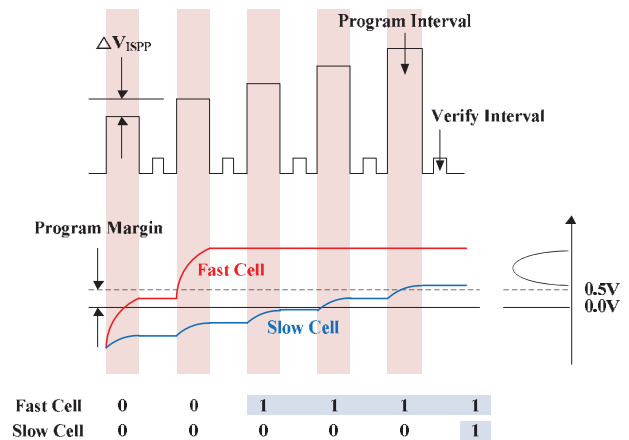 Program Interval
△V_ISPP
Verify Interval
Program Margin
Fast Cell
0.5V
0.0V
Slow Cell
Fast Cell 0 0 1 1 1 1
Slow Cell 0 0 0 0 0 1